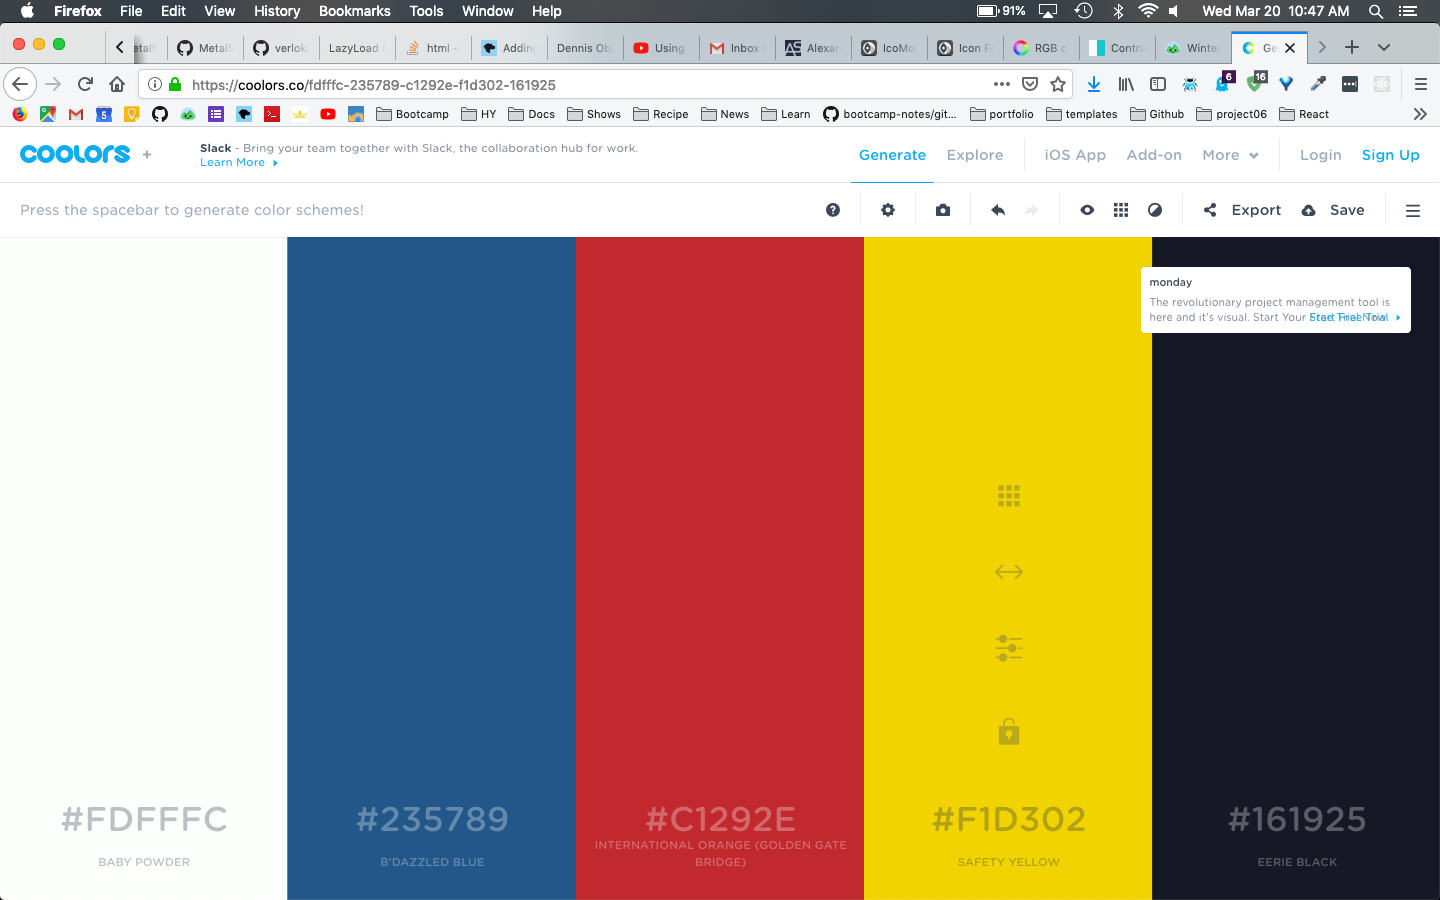 Firefox File Edit View History Bookmarks Tools Window Help 91% Wed Mar 20 10:47 AM
MetalS verlok LazyLoad html - Adding Dennis Ob Using Inbox Alexan IcoMo Icon F RGB c Contra Winter Ge
https://coolors.co/fdfffc-235789-c1292e-f1d302-161925 6 16
5 Bootcamp HY Docs Shows Recipe News Learn bootcamp-notes/git... portfolio templates Github project06 React
coolors +
Slack - Bring your team together with Slack, the collaboration hub for work.
Learn More
Generate Explore iOS App Add-on More Login Sign Up
Press the spacebar to generate color schemes! Export Save
monday
The revolutionary project management tool is
here and it's visual. Start Your Free Trial Now
#FDFFFC
BABY POWDER
#235789
B'DAZZLED BLUE
#C1292E
INTERNATIONAL ORANGE (GOLDEN GATE
BRIDGE)
#F1D302
SAFETY YELLOW
#161925
EERIE BLACK